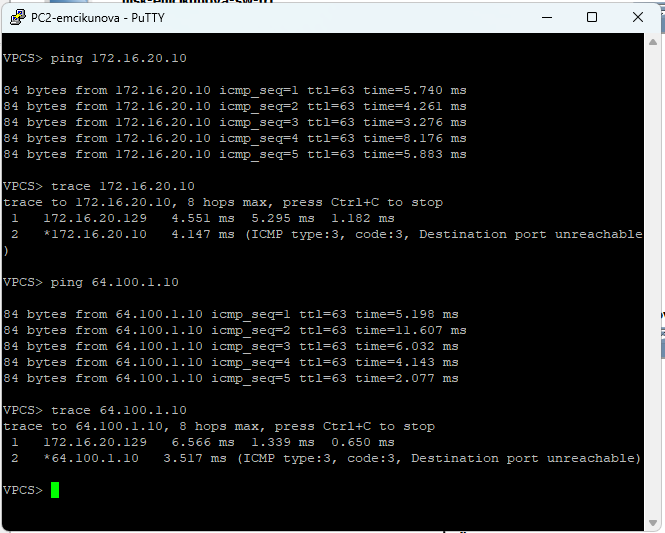 PC2-emcikunova - PuTTY
VPCS> ping 172.16.20.10
84 bytes from 172.16.20.10 icmp_seq=1 ttl=63 time=5.740 ms
84 bytes from 172.16.20.10 icmp_seq=2 ttl=63 time=4.261 ms
84 bytes from 172.16.20.10 icmp_seq=3 ttl=63 time=3.276 ms
84 bytes from 172.16.20.10 icmp_seq=4 ttl=63 time=8.176 ms
84 bytes from 172.16.20.10 icmp_seq=5 ttl=63 time=5.883 ms
VPCS> trace 172.16.20.10
trace to 172.16.20.10, 8 hops max, press Ctrl+C to stop
1   172.16.20.129   4.551 ms  5.295 ms  1.182 ms
2   *172.16.20.10   4.147 ms (ICMP type:3, code:3, Destination port unreachable
)
VPCS> ping 64.100.1.10
84 bytes from 64.100.1.10 icmp_seq=1 ttl=63 time=5.198 ms
84 bytes from 64.100.1.10 icmp_seq=2 ttl=63 time=11.607 ms
84 bytes from 64.100.1.10 icmp_seq=3 ttl=63 time=6.032 ms
84 bytes from 64.100.1.10 icmp_seq=4 ttl=63 time=4.143 ms
84 bytes from 64.100.1.10 icmp_seq=5 ttl=63 time=2.077 ms
VPCS> trace 64.100.1.10
trace to 64.100.1.10, 8 hops max, press Ctrl+C to stop
1   172.16.20.129   6.566 ms  1.339 ms  0.650 ms
2   *64.100.1.10   3.517 ms (ICMP type:3, code:3, Destination port unreachable)
VPCS>